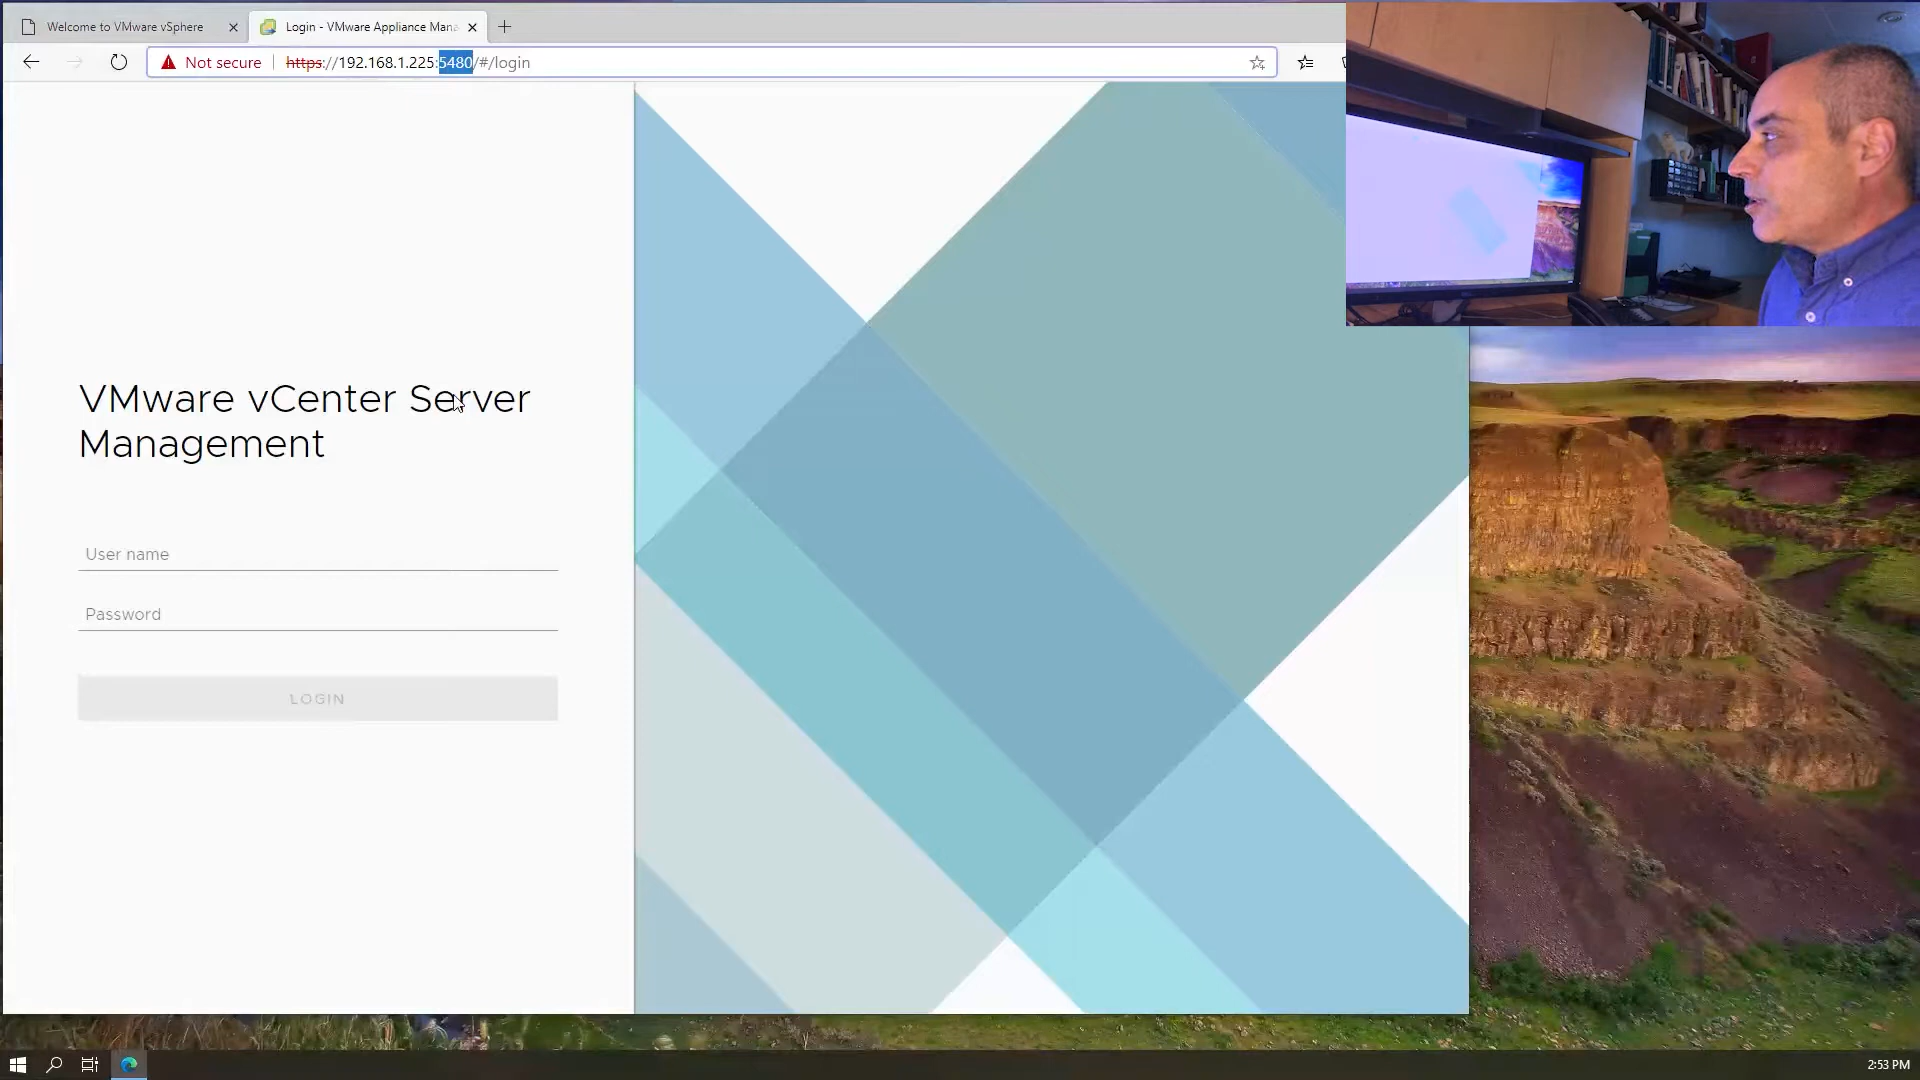 Welcome to VMware vSphere
Login - VMware Appliance Mana
Not secure
https://192.168.1.225:5480/#/login
VMware vCenter Server
Management
User name
Password
LOGIN
2:53 PM